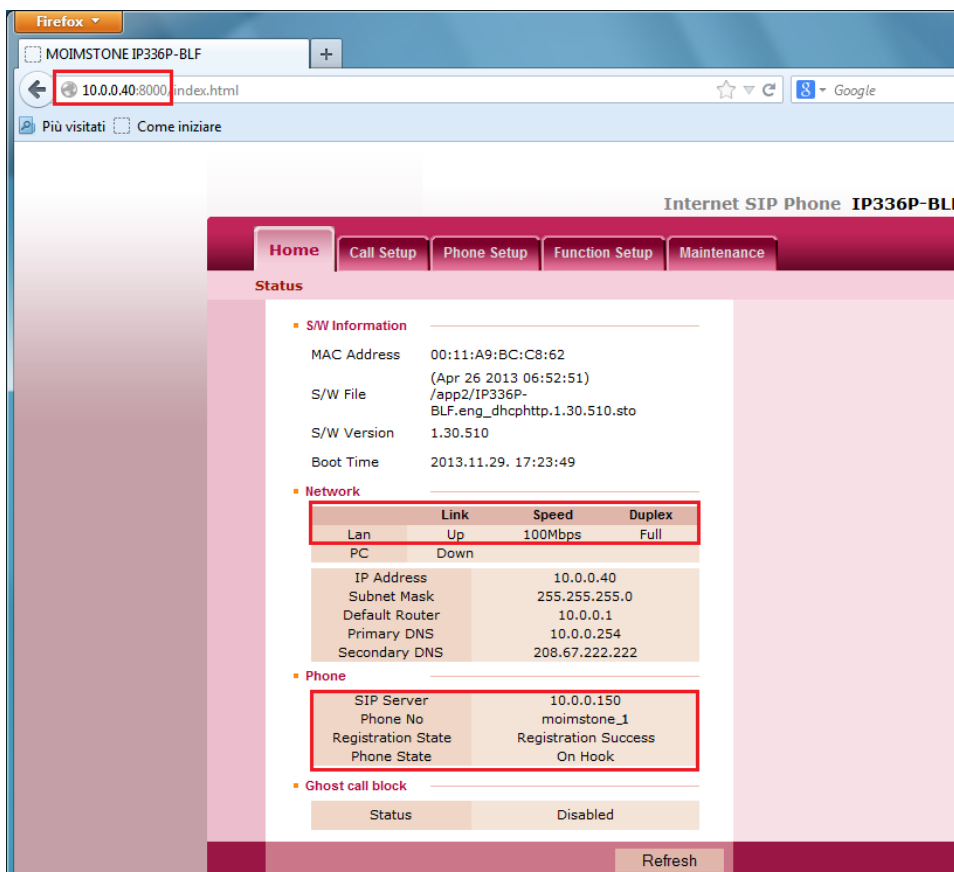 Firefox
MOIMSTONE IP336P-BLF
+
10.0.0.40:8000/index.html
8 Google
Più visitati Come iniziare
Internet SIP Phone IP336P-BLF
Home Call Setup Phone Setup Function Setup Maintenance
Status
S/W Information
MAC Address 00:11:A9:BC:C8:62
(Apr 26 2013 06:52:51)
S/W File /app2/IP336P-
BLF.eng_dhcphttp.1.30.510.sto
S/W Version 1.30.510
Boot Time 2013.11.29. 17:23:49
Network
Link Speed Duplex
Lan Up 100Mbps Full
PC Down
IP Address 10.0.0.40
Subnet Mask 255.255.255.0
Default Router 10.0.0.1
Primary DNS 10.0.0.254
Secondary DNS 208.67.222.222
Phone
SIP Server 10.0.0.150
Phone No moimstone_1
Registration State Registration Success
Phone State On Hook
Ghost call block
Status Disabled
Refresh